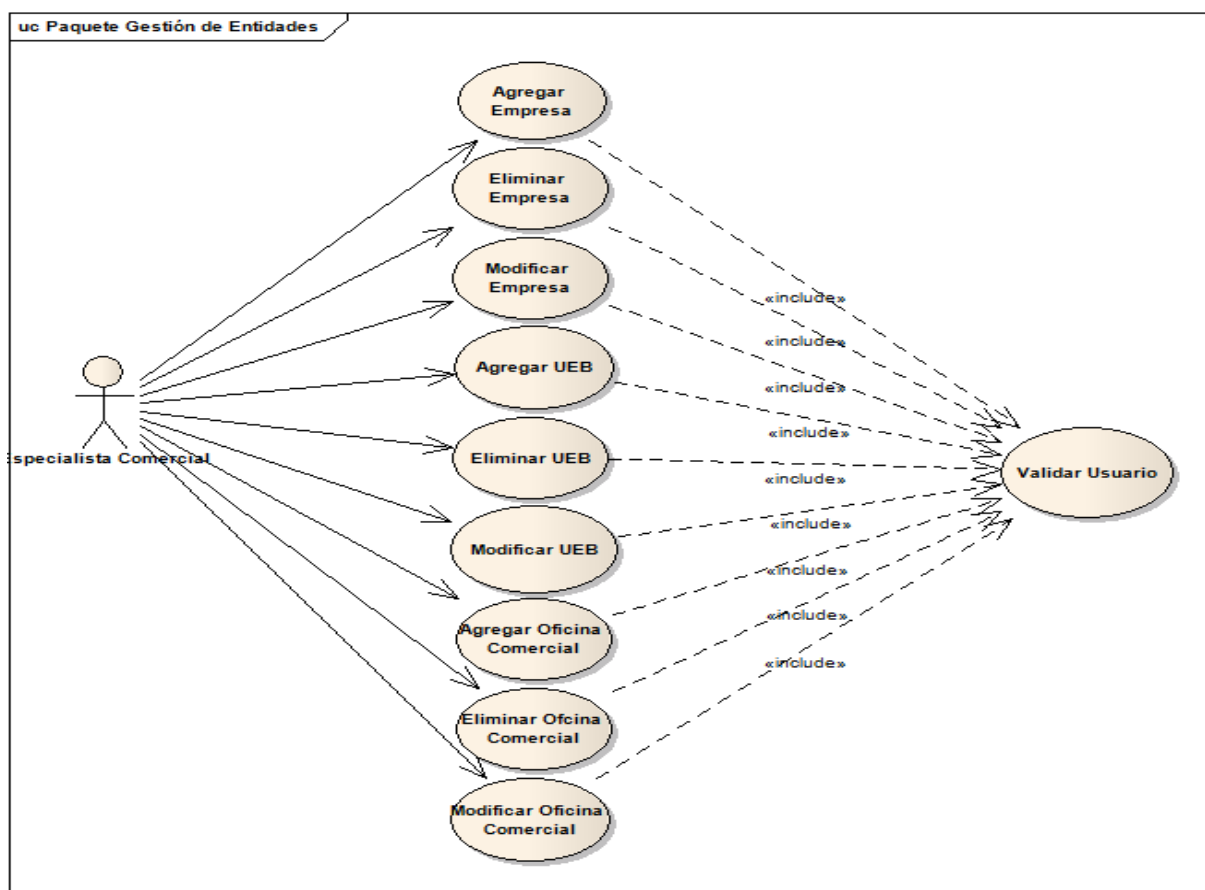 uc Paquete Gestión de Entidades
Agregar
Empresa
Eliminar
Empresa
Modificar
Empresa
Agregar UEB
Eliminar UEB
Modificar UEB
Agregar Oficina
Comercial
Eliminar Ofcina
Comercial
Modificar Oficina
Comercial
Especialista Comercial
«include»
«include»
«include»
«include»
«include»
«include»
«include»
«include»
«include»
Validar Usuario